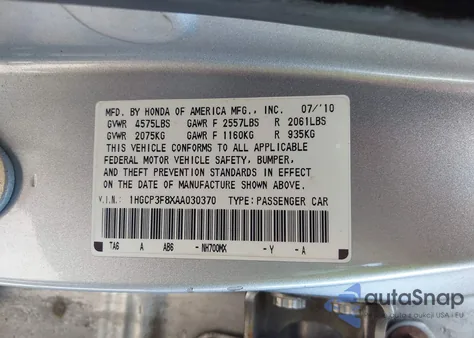 MFD. BY HONDA OF AMERICA MFG., INC. 07/'10
GVWR 4575LBS GAWR F 2557LBS R 2061LBS
GVWR 2075KG GAWR F 1160KG R 935KG
THIS VEHICLE CONFORMS TO ALL APPLICABLE
FEDERAL MOTOR VEHICLE SAFETY, BUMPER,
AND THEFT PREVENTION STANDARDS IN EFFECT ON
THE DATE OF MANUFACTURE SHOWN ABOVE.
V.I.N.: 1HGCP3F8XAA030370 TYPE: PASSENGER CAR
TA6 A AB6 - NH700MX - Y - A
autoSnap